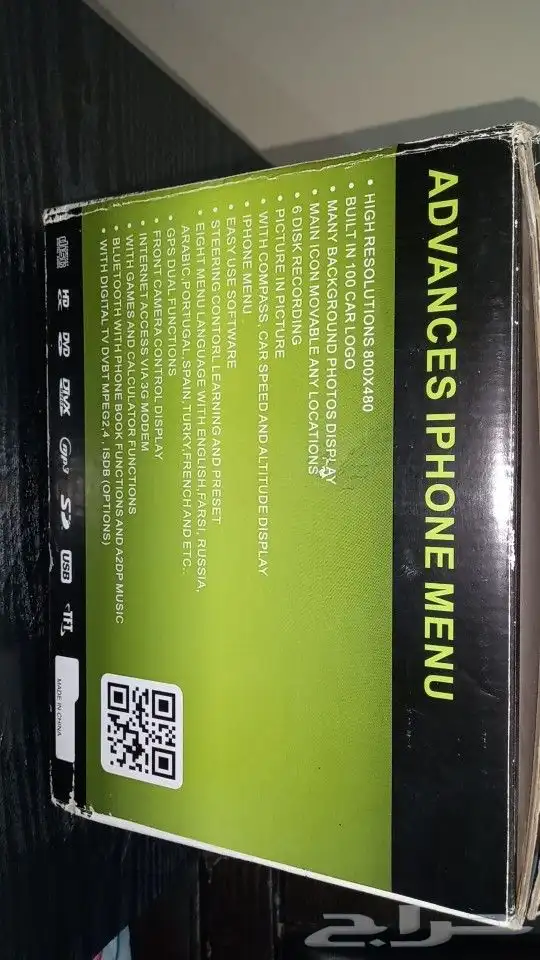 ADVANCES IPHONE MENU
• HIGH RESOLUTIONS 800X480
• BUILT IN 100 CAR LOGO
• MANY BACKGROUND PHOTOS DISPLAY
• MAIN ICON MOVABLE ANY LOCATIONS
• 6 DISK RECORDING
• PICTURE IN PICTURE
• WITH COMPASS, CAR SPEED AND ALTITUDE DISPLAY
• IPHONE MENU
• EASY USE SOFTWARE
• STEERING CONTORL LEARNING AND PRESET
• EIGHT MENU LANGUAGE WITH ENGLISH,FARSI, RUSSIA,
ARABIC,PORTUGAL,SPAIN,TURKY,FRENCH AND ETC..
• GPS DUAL FUNCTIONS
• FRONT CAMERA CONTROL DISPLAY
• INTERNET ACCESS VIA 3G MODEM
• WITH GAMES AND CALCULATOR FUNCTIONS
• BLUETOOTH WITH PHONE BOOK FUNCTIONS AND A2DP MUSIC
• WITH DIGITAL TV DVBT MPEG2,4 . ISDB (OPTIONS)
HD DVD DIVX MP3 SD USB TFT
MADE IN CHINA
حراج